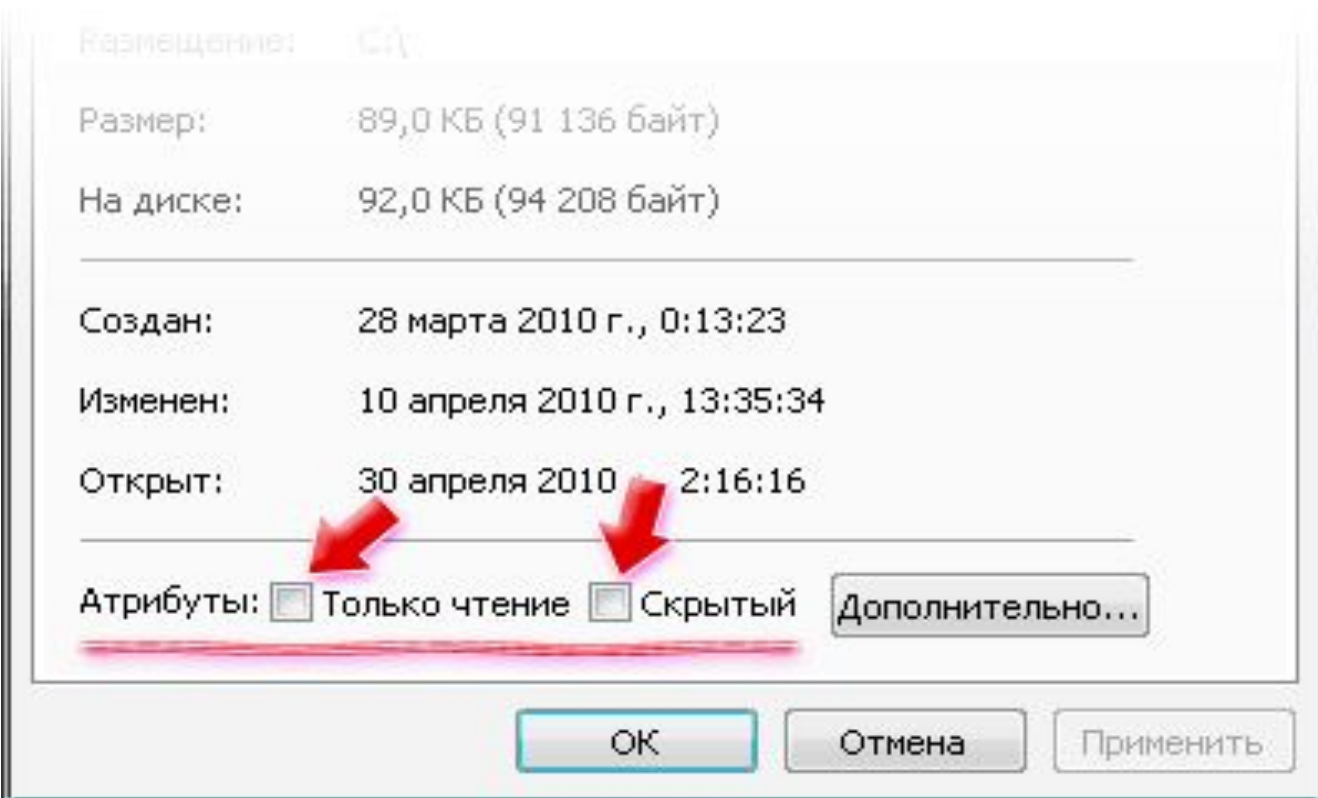 Размещение: C:\
Размер: 89,0 КБ (91 136 байт)
На диске: 92,0 КБ (94 208 байт)
Создан: 28 марта 2010 г., 0:13:23
Изменен: 10 апреля 2010 г., 13:35:34
Открыт: 30 апреля 2010 2:16:16
Атрибуты: Только чтение Скрытый Дополнительно...
ОК Отмена Применить